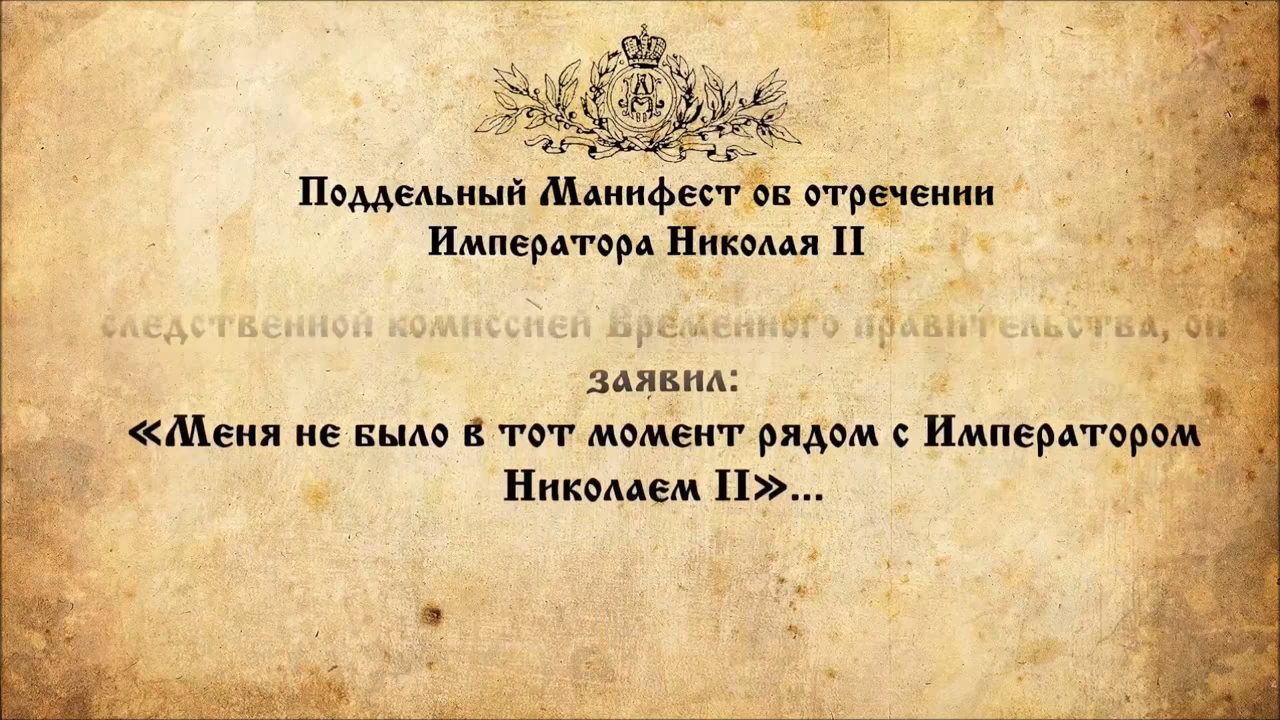 Поддельный Манифест об отречении
Императора Николая II
следственной комиссией Временного правительства, он
заявил:
«Меня не было в тот момент рядом с Императором
Николаем II»...